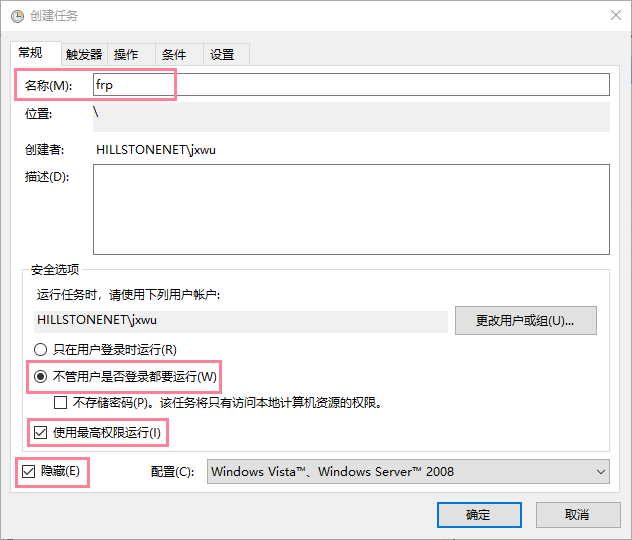 创建任务
常规 触发器 操作 条件 设置
名称(M): frp
位置: \
创建者: HILLSTONENET\jxwu
描述(D):
安全选项
运行任务时，请使用下列用户帐户:
HILLSTONENET\jxwu 更改用户或组(U)...
只在用户登录时运行(R)
不管用户是否登录都要运行(W)
不存储密码(P)。该任务将只有访问本地计算机资源的权限。
使用最高权限运行(I)
隐藏(E) 配置(C): Windows Vista™、Windows Server™ 2008
确定 取消